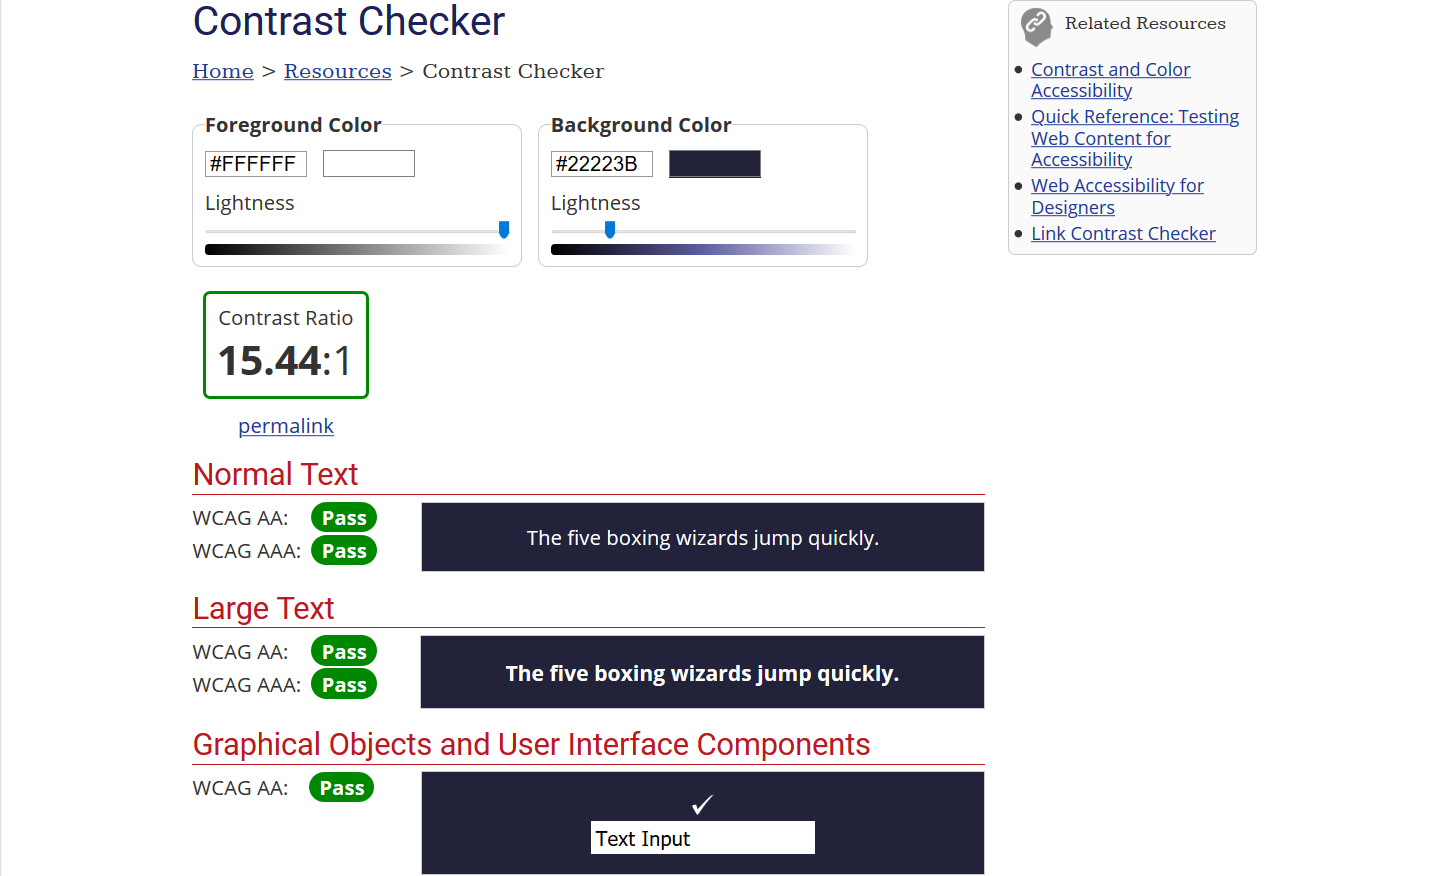 Contrast Checker
Home > Resources > Contrast Checker
Foreground Color
#FFFFFF
Lightness
Background Color
#22223B
Lightness
Contrast Ratio
15.44:1
permalink
Normal Text
WCAG AA: Pass
WCAG AAA: Pass
The five boxing wizards jump quickly.
Large Text
WCAG AA: Pass
WCAG AAA: Pass
The five boxing wizards jump quickly.
Graphical Objects and User Interface Components
WCAG AA: Pass
✓
Text Input
Related Resources
Contrast and Color
Accessibility
Quick Reference: Testing
Web Content for
Accessibility
Web Accessibility for
Designers
Link Contrast Checker